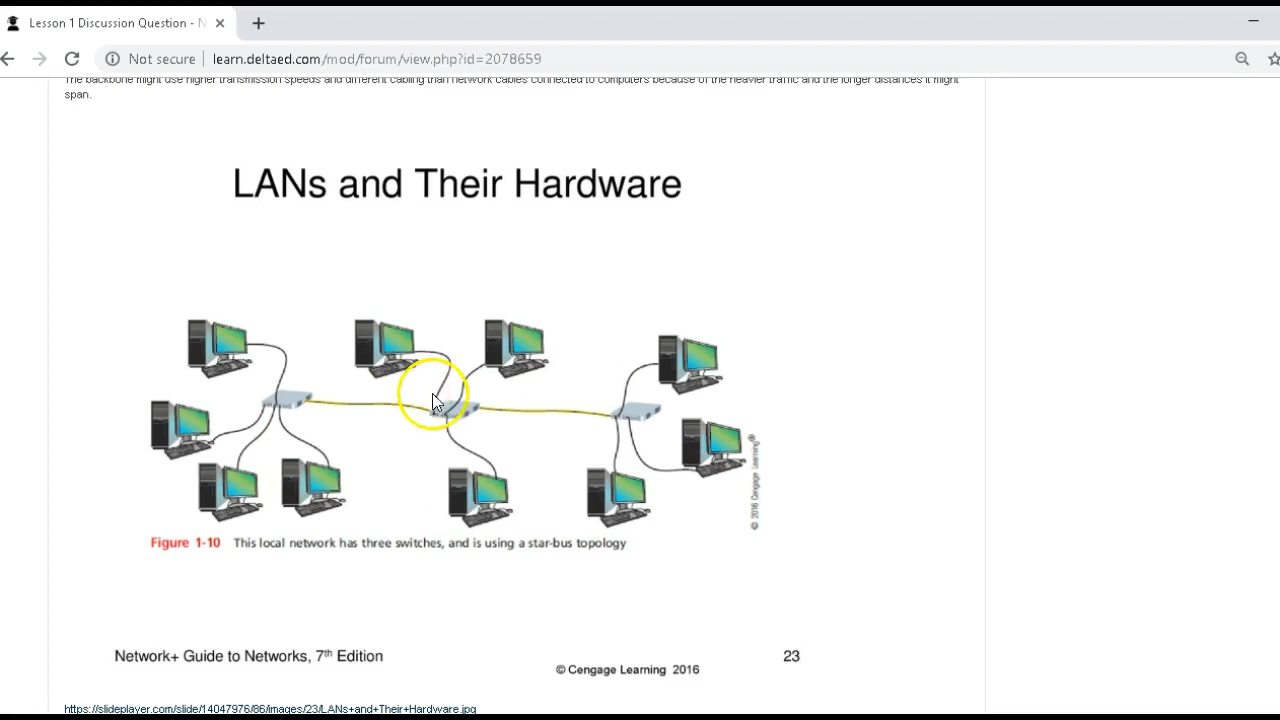 Lesson 1 Discussion Question - N
Not secure
learn.deltaed.com/mod/forum/view.php?id=2078659
The backbone might use higher transmission speeds and different cabling than network cables connected to computers because of the heavier traffic and the longer distances it might
span.
LANs and Their Hardware
© 2016 Cengage Learning®
Figure 1-10 This local network has three switches, and is using a star-bus topology
Network+ Guide to Networks, 7th Edition
23
© Cengage Learning 2016
https://slideplayer.com/slide/14047976/86/images/23/LANs+and+Their+Hardware.jpg